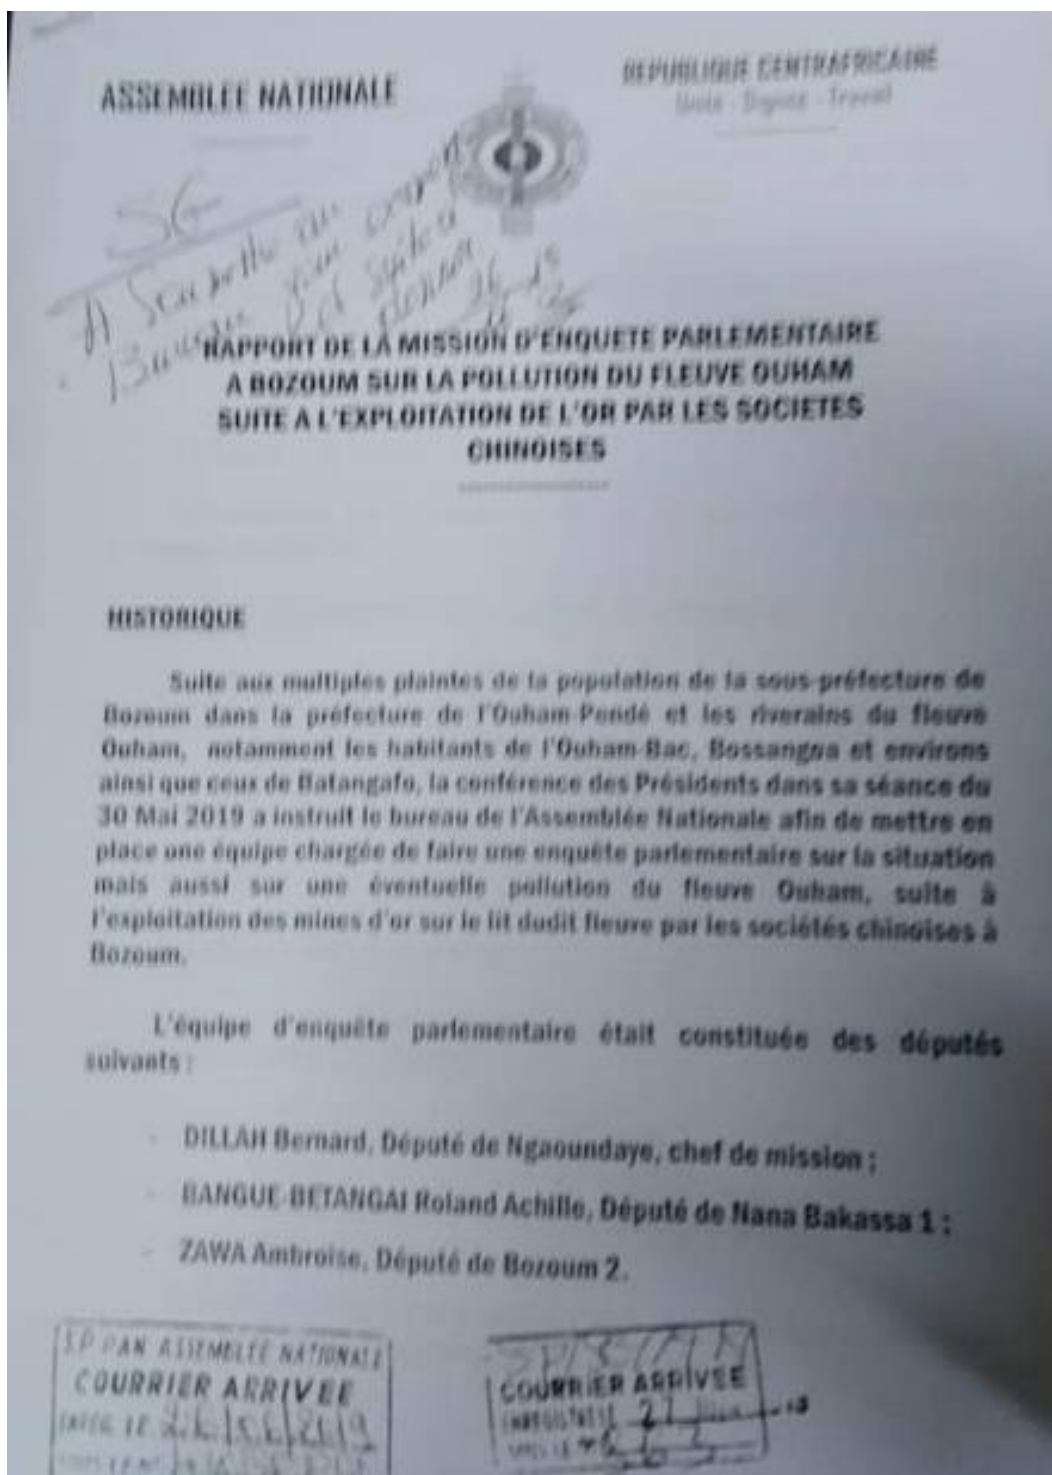 ASSEMBLEE NATIONALE
REPUBLIQUE CENTRAFRICAINE
Unité - Dignité - Travail
SG
A
RAPPORT DE LA MISSION D'ENQUETE PARLEMENTAIRE
A BOZOUM SUR LA POLLUTION DU FLEUVE OUHAM
SUITE A L'EXPLOITATION DE L'OR PAR LES SOCIETES
CHINOISES
HISTORIQUE
Suite aux multiples plaintes de la population de la sous-préfecture de
Bozoum dans la préfecture de l'Ouham-Pendé et les riverains du fleuve
Ouham, notamment les habitants de l'Ouham-Bac, Bossangoa et environs
ainsi que ceux de Batangafo, la conférence des Présidents dans sa séance du
30 Mai 2019 a instruit le bureau de l'Assemblée Nationale afin de mettre en
place une équipe chargée de faire une enquête parlementaire sur la situation
mais aussi sur une éventuelle pollution du fleuve Ouham, suite à
l'exploitation des mines d'or sur le lit dudit fleuve par les sociétés chinoises à
Bozoum.
L'équipe d'enquête parlementaire était constituée des députés
suivants :
- DILLAH Bernard, Député de Ngaoundaye, chef de mission ;
- BANGUE-BETANGAI Roland Achille, Député de Nana Bakassa 1 ;
- ZAWA Ambroise, Député de Bozoum 2.
S.P PAN ASSEMBLEE NATIONALE
COURRIER ARRIVEE
COURRIER ARRIVEE